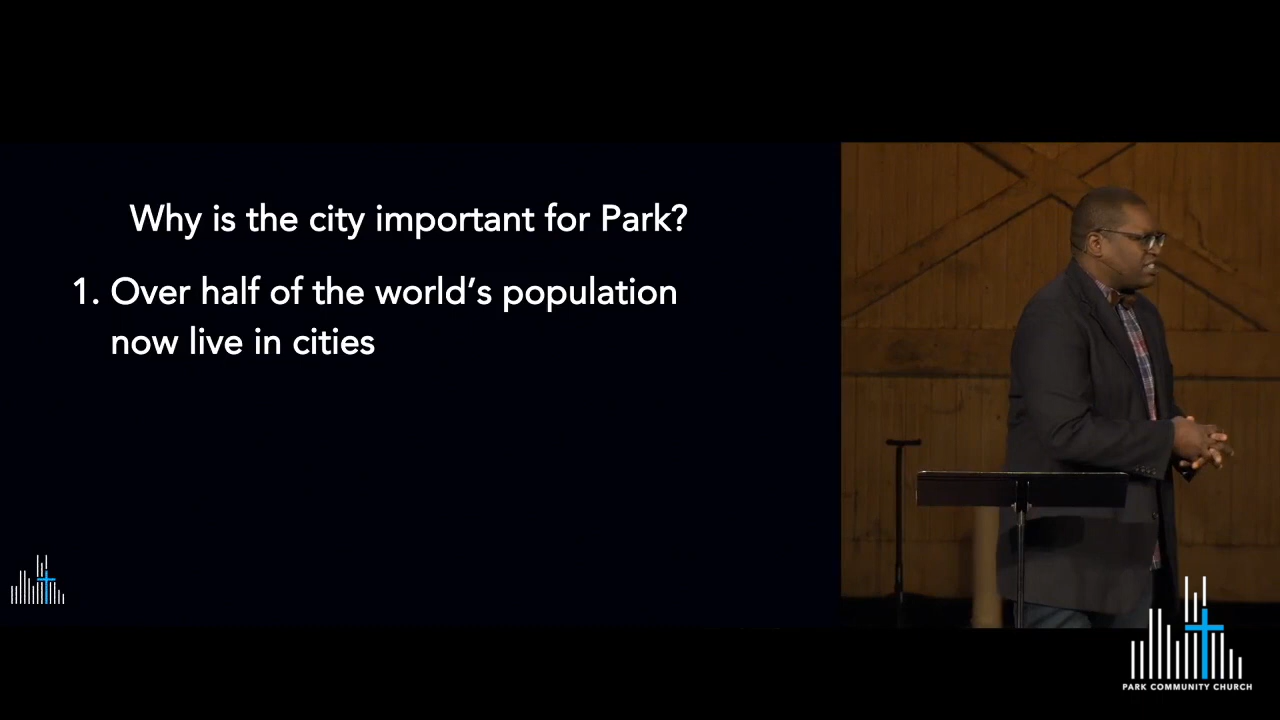 Why is the city important for Park?
1. Over half of the world's population
now live in cities
PARK COMMUNITY CHURCH